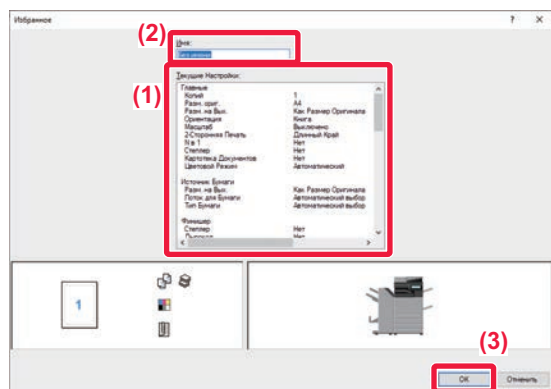 Избранное ? X
(2)
Имя:
(1)
Текущие Настройки:
Главные
Копий 1
Разм. ориг. A4
Разм. на Вых. Как Размер Оригинала
Ориентация Книга
Масштаб Выключено
2-Сторонняя Печать Длинный Край
N в 1 Нет
Степлер Нет
Картотека Документов Нет
Цветовой Режим Автоматический
Источник Бумаги
Разм. на Вых. Как Размер Оригинала
Лоток для Бумаги Автоматический выбор
Тип Бумаги Автоматический выбор
Финишер
Степлер Нет
Нет
1
(3)
OK Отменить